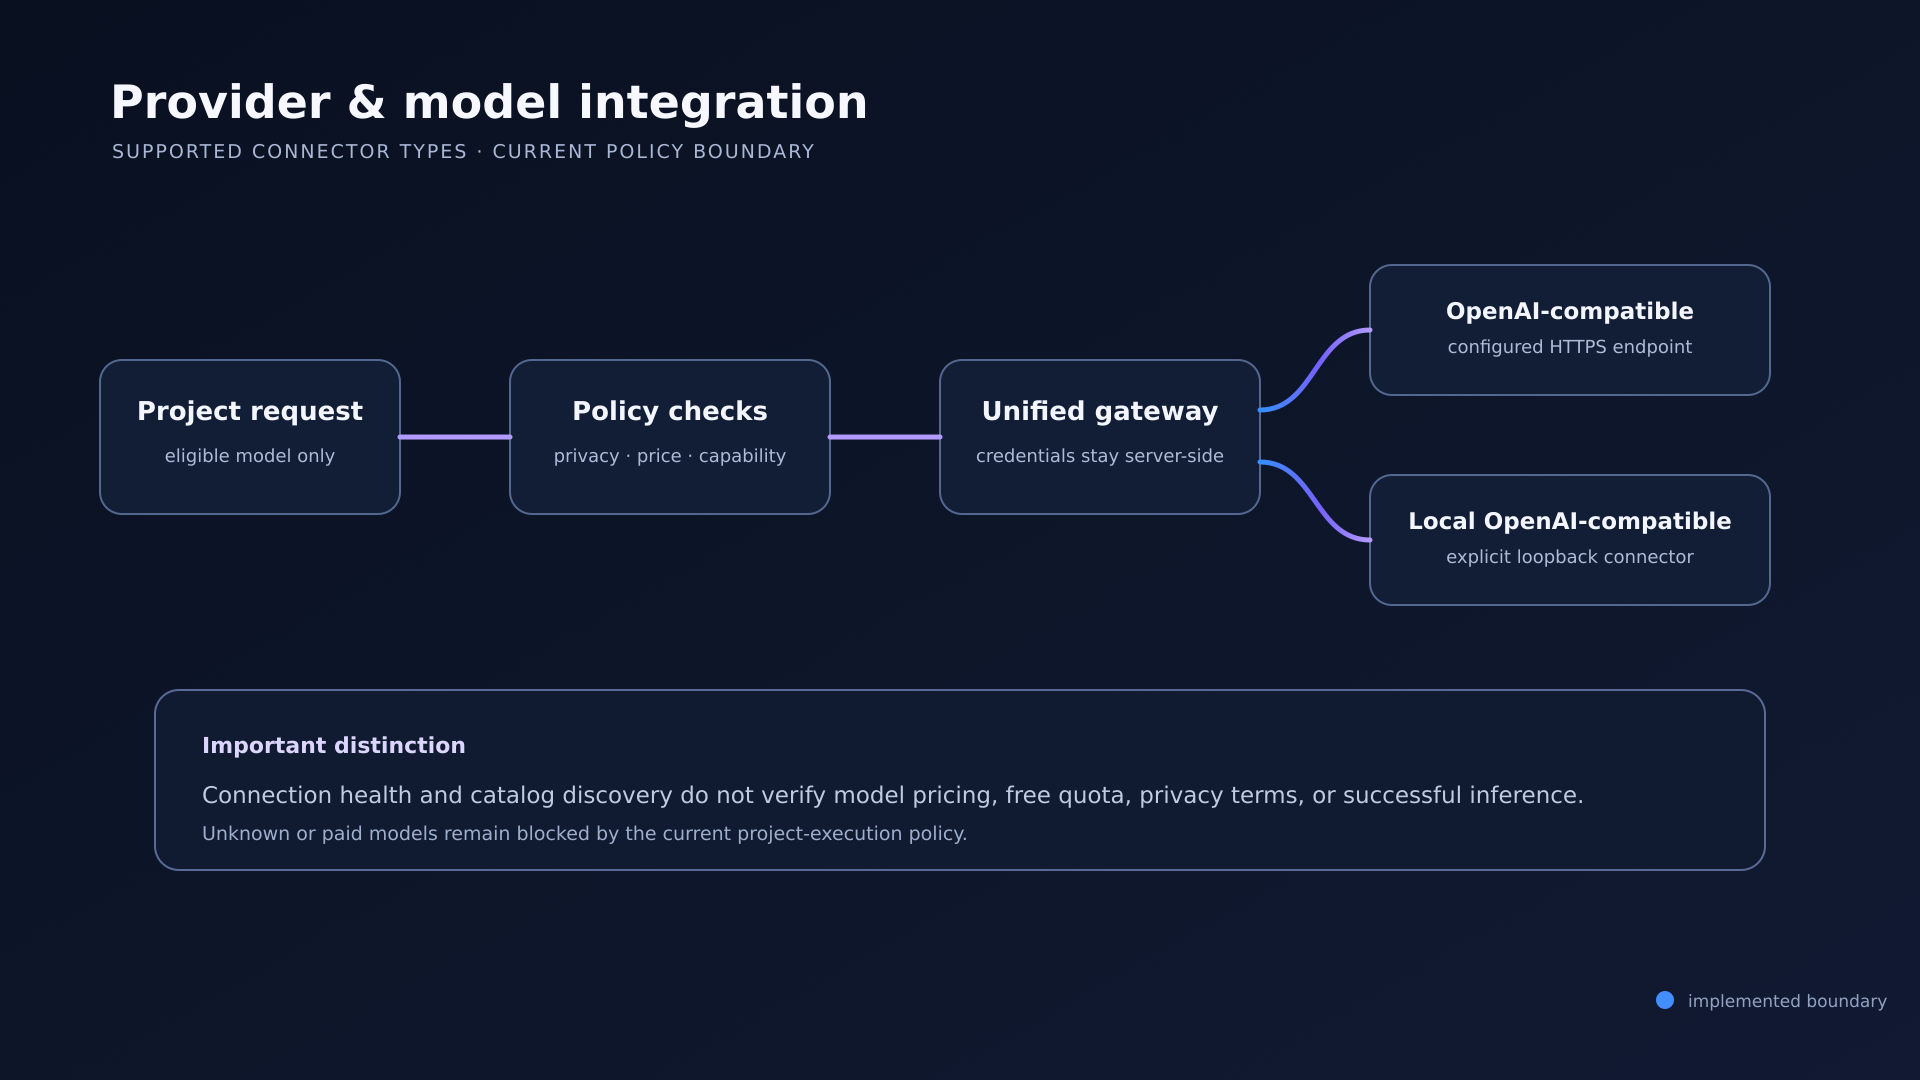 Provider & model integration
SUPPORTED CONNECTOR TYPES · CURRENT POLICY BOUNDARY
Project request
eligible model only
Policy checks
privacy · price · capability
Unified gateway
credentials stay server-side
OpenAI-compatible
configured HTTPS endpoint
Local OpenAI-compatible
explicit loopback connector
Important distinction
Connection health and catalog discovery do not verify model pricing, free quota, privacy terms, or successful inference.
Unknown or paid models remain blocked by the current project-execution policy.
implemented boundary